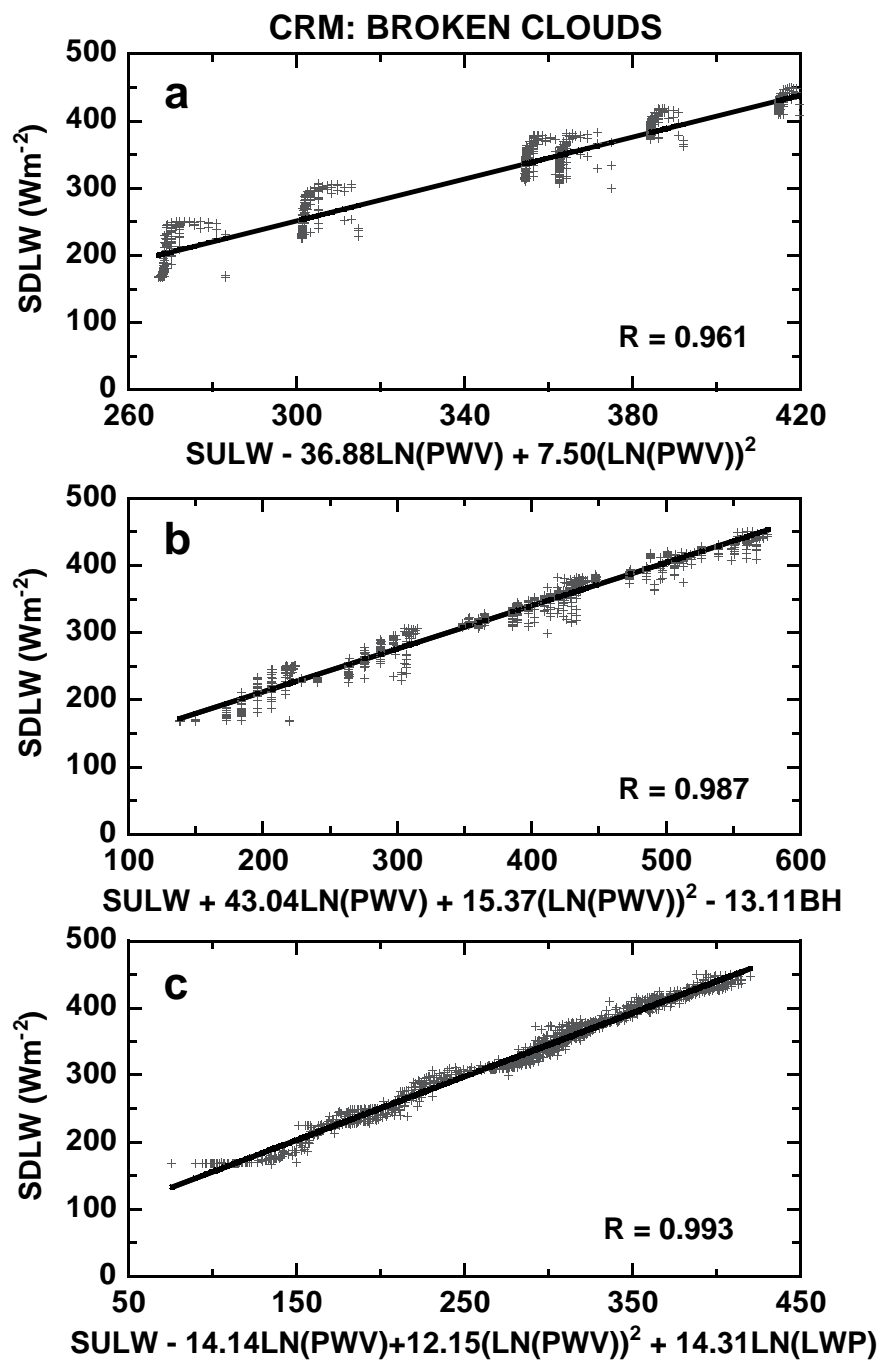 CRM: BROKEN CLOUDS
500
400
300
200
100
0
SDLW (Wm-2)
a
R = 0.961
260 300 340 380 420
SULW - 36.88LN(PWV) + 7.50(LN(PWV))2
500
400
300
200
100
0
SDLW (Wm-2)
b
R = 0.987
100 200 300 400 500 600
SULW + 43.04LN(PWV) + 15.37(LN(PWV))2 - 13.11BH
500
400
300
200
100
0
SDLW (Wm-2)
c
R = 0.993
50 150 250 350 450
SULW - 14.14LN(PWV)+12.15(LN(PWV))2 + 14.31LN(LWP)